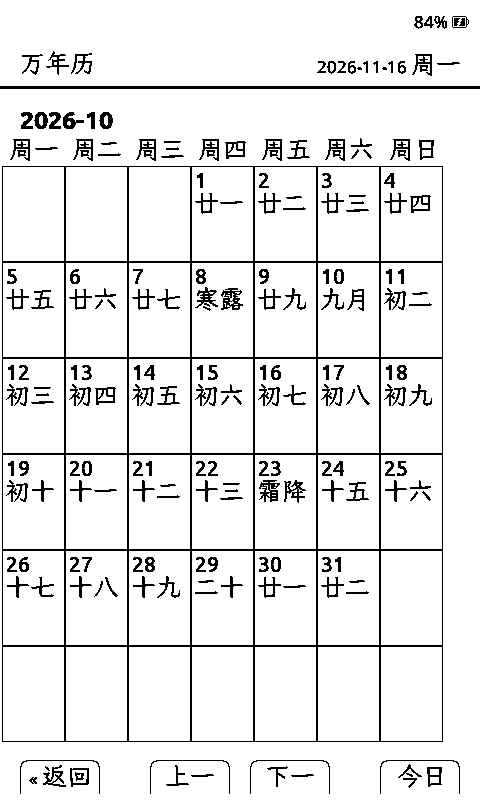 84%
万年历
2026-11-16 周一
2026-10
周一 周二 周三 周四 周五 周六 周日
1 2 3 4
廿一 廿二 廿三 廿四
5 6 7 8 9 10 11
廿五 廿六 廿七 寒露 廿九 九月 初二
12 13 14 15 16 17 18
初三 初四 初五 初六 初七 初八 初九
19 20 21 22 23 24 25
初十 十一 十二 十三 霜降 十五 十六
26 27 28 29 30 31
十七 十八 十九 二十 廿一 廿二
«返回 上一 下一 今日